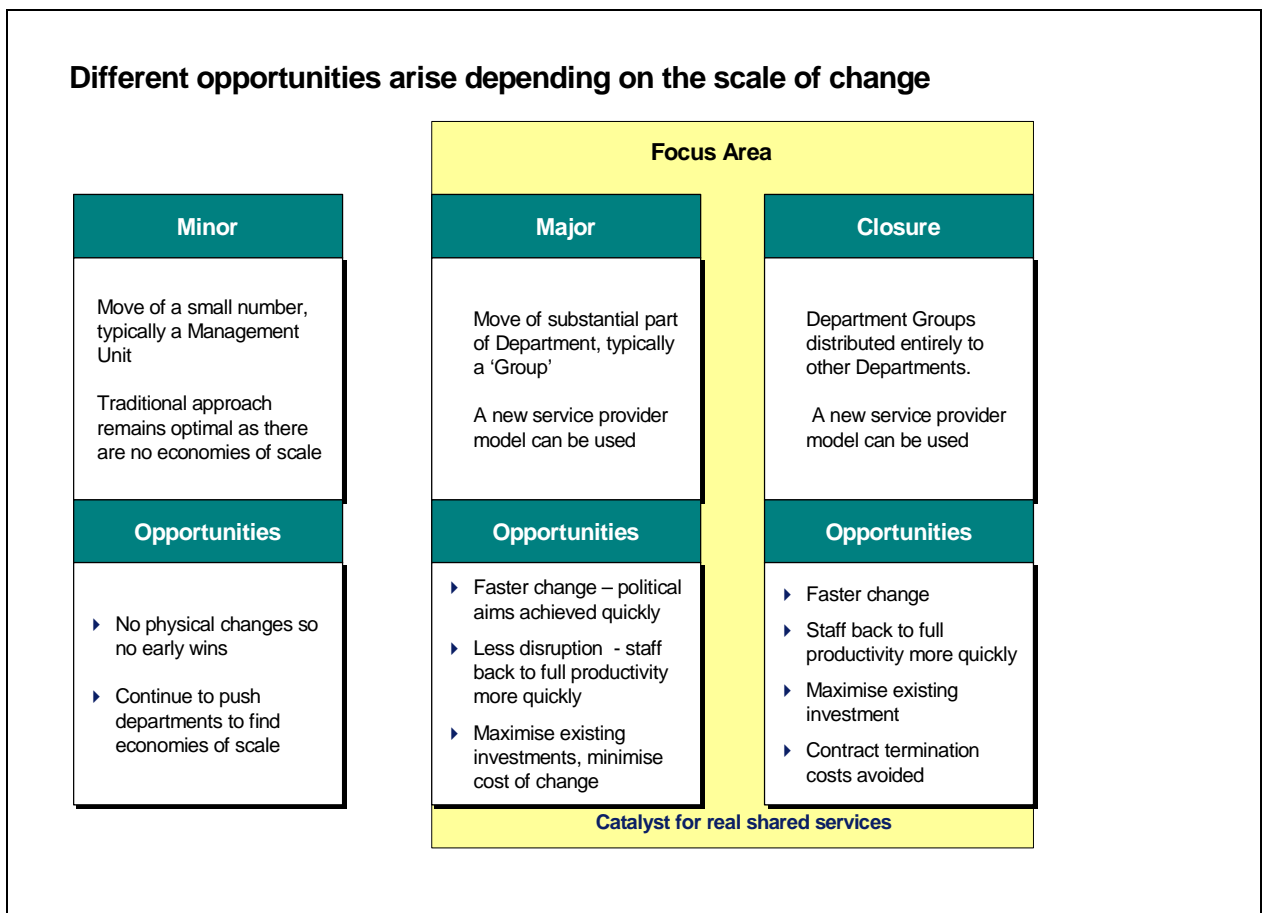 Different opportunities arise depending on the scale of change
Focus Area
Minor
Move of a small number,
typically a Management
Unit
Traditional approach
remains optimal as there
are no economies of scale
Opportunities
No physical changes so
no early wins
Continue to push
departments to find
economies of scale
Major
Move of substantial part
of Department, typically
a ‘Group’
A new service provider
model can be used
Opportunities
Faster change – political
aims achieved quickly
Less disruption - staff
back to full productivity
more quickly
Maximise existing
investments, minimise
cost of change
Closure
Department Groups
distributed entirely to
other Departments.
A new service provider
model can be used
Opportunities
Faster change
Staff back to full
productivity more quickly
Maximise existing
investment
Contract termination
costs avoided
Catalyst for real shared services